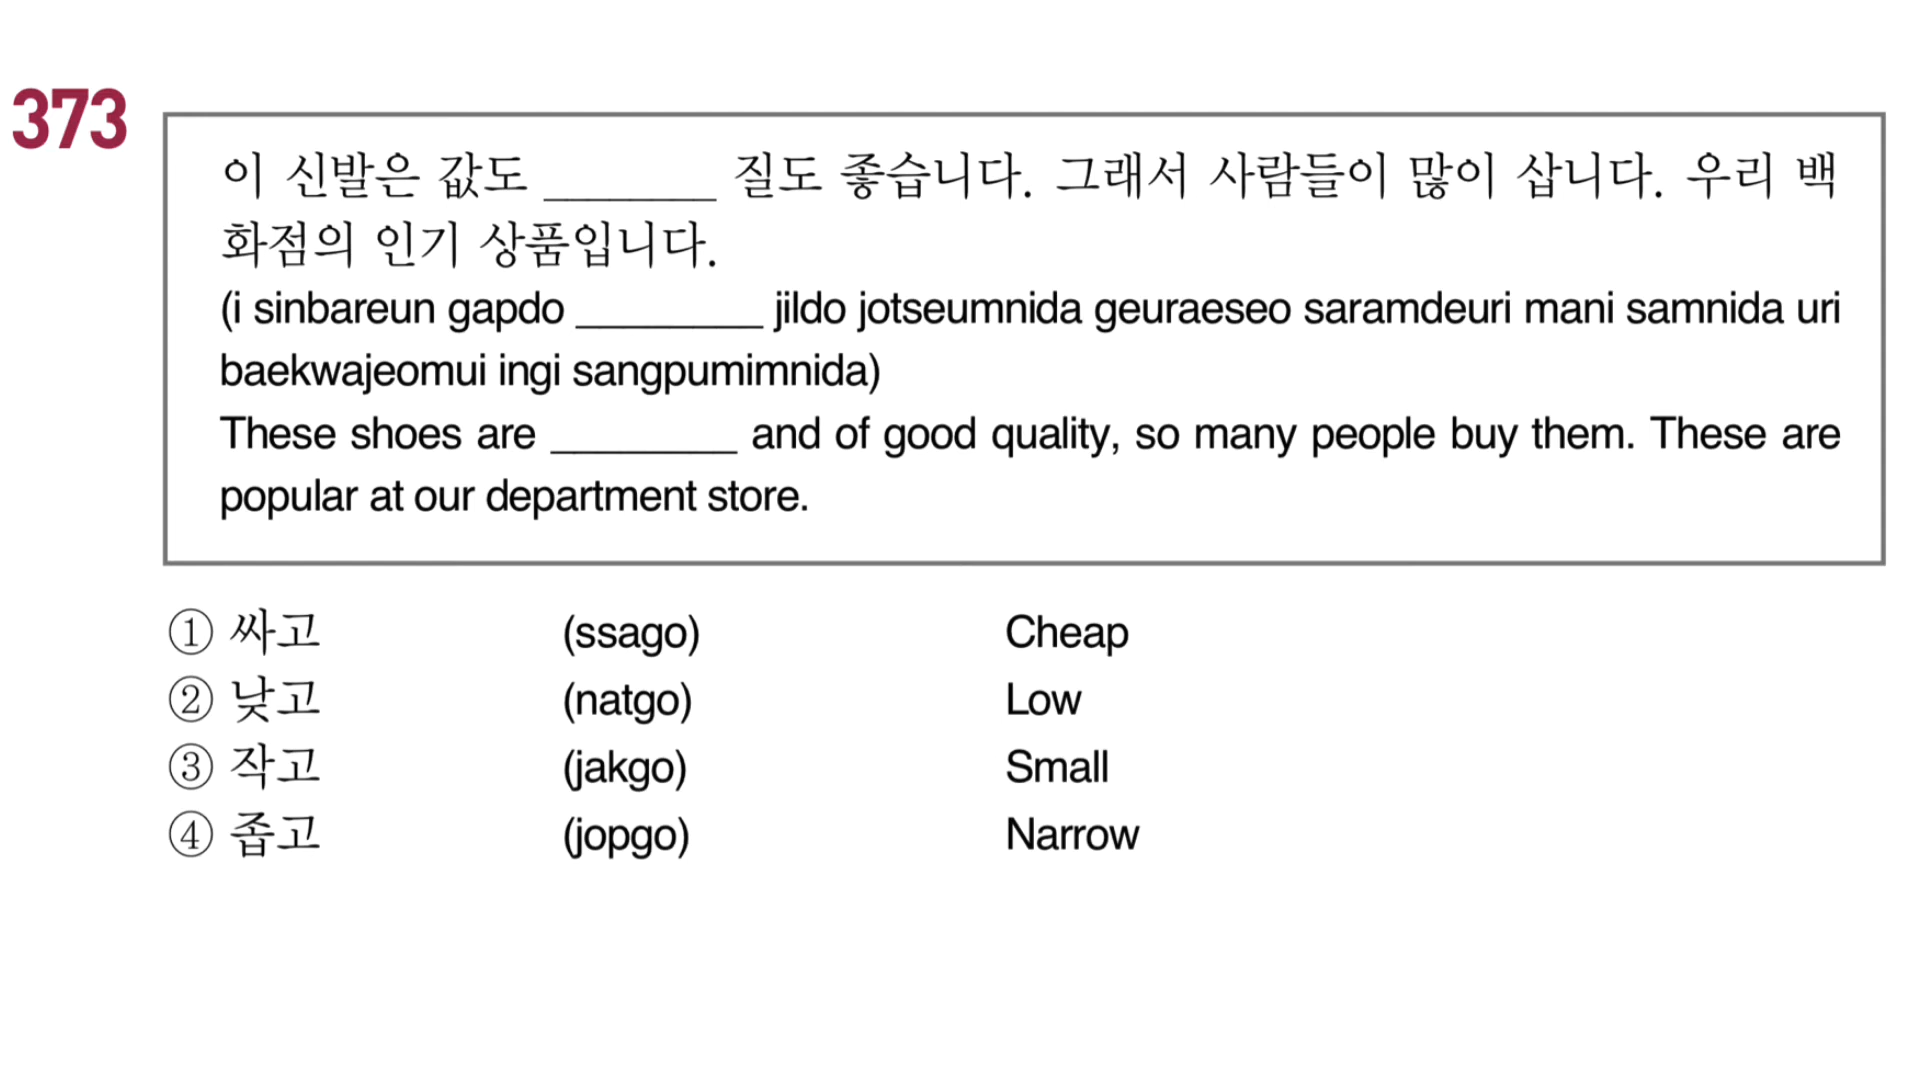 373
이 신발은 값도 ________ 질도 좋습니다. 그래서 사람들이 많이 삽니다. 우리 백
화점의 인기 상품입니다.
(i sinbareun gapdo ________ jildo jotseumnida geuraeseo saramdeuri mani samnida uri
baekwajeomui ingi sangpumimnida)
These shoes are ________ and of good quality, so many people buy them. These are
popular at our department store.
① 싸고 (ssago) Cheap
② 낮고 (natgo) Low
③ 작고 (jakgo) Small
④ 좁고 (jopgo) Narrow